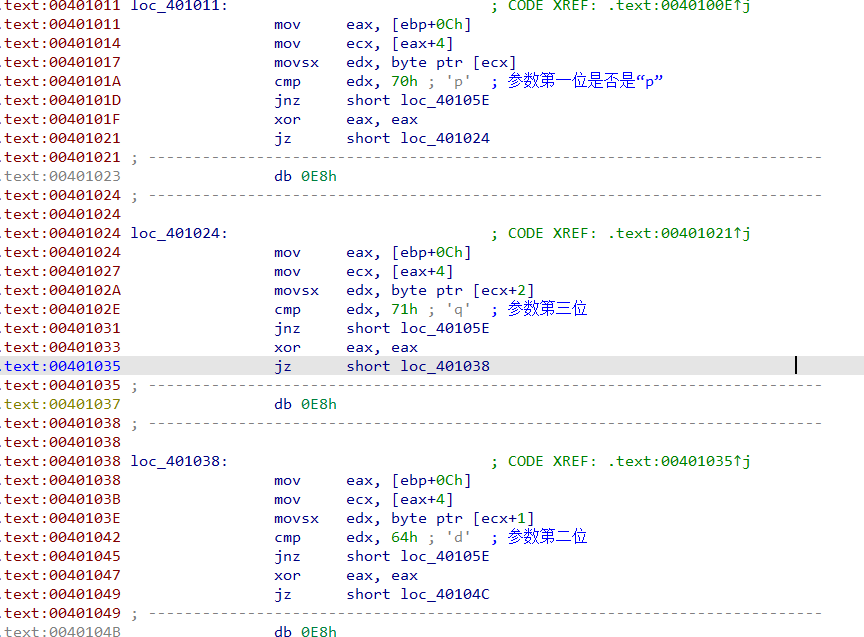 .text:00401011 loc_401011: ; CODE XREF: .text:0040100E↑j
.text:00401011 mov eax, [ebp+0Ch]
.text:00401014 mov ecx, [eax+4]
.text:00401017 movsx edx, byte ptr [ecx]
.text:0040101A cmp edx, 70h ; 'p' ; 参数第一位是否是“p”
.text:0040101D jnz short loc_40105E
.text:0040101F xor eax, eax
.text:00401021 jz short loc_401024
.text:00401021 ; ---------------------------------------------------------------------------
.text:00401023 db 0E8h
.text:00401024 ; ---------------------------------------------------------------------------
.text:00401024
.text:00401024 loc_401024: ; CODE XREF: .text:00401021↑j
.text:00401024 mov eax, [ebp+0Ch]
.text:00401027 mov ecx, [eax+4]
.text:0040102A movsx edx, byte ptr [ecx+2]
.text:0040102E cmp edx, 71h ; 'q' ; 参数第三位
.text:00401031 jnz short loc_40105E
.text:00401033 xor eax, eax
.text:00401035 jz short loc_401038
.text:00401035 ; ---------------------------------------------------------------------------
.text:00401037 db 0E8h
.text:00401038 ; ---------------------------------------------------------------------------
.text:00401038
.text:00401038 loc_401038: ; CODE XREF: .text:00401035↑j
.text:00401038 mov eax, [ebp+0Ch]
.text:0040103B mov ecx, [eax+4]
.text:0040103E movsx edx, byte ptr [ecx+1]
.text:00401042 cmp edx, 64h ; 'd' ; 参数第二位
.text:00401045 jnz short loc_40105E
.text:00401047 xor eax, eax
.text:00401049 jz short loc_40104C
.text:00401049 ; ---------------------------------------------------------------------------
.text:0040104B db 0E8h